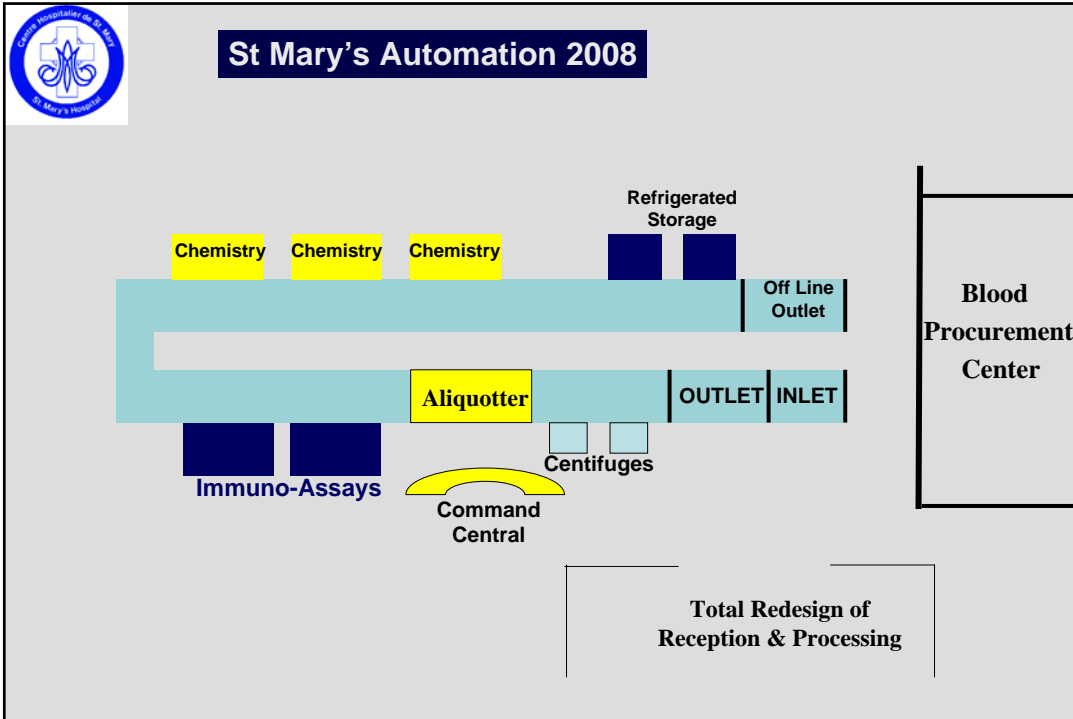 Centre Hospitalier de St. Mary
St. Mary's Hospital
St Mary's Automation 2008
Refrigerated
Storage
Chemistry
Chemistry
Chemistry
Off Line
Outlet
Blood
Procurement
Center
Aliquotter
OUTLET
INLET
Centifuges
Immuno-Assays
Command
Central
Total Redesign of
Reception & Processing